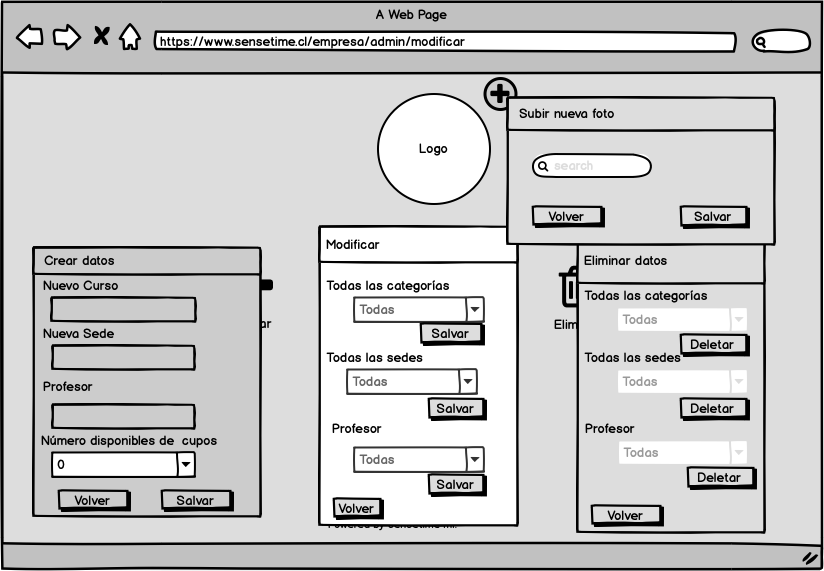 A Web Page
https://www.sensetime.cl/empresa/admin/modificar
Logo
Subir nueva foto
search
Volver
Salvar
Crear datos
Nuevo Curso
Nueva Sede
Profesor
Número disponibles de cupos
0
Volver
Salvar
ar
Modificar
Todas las categorías
Todas
Salvar
Todas las sedes
Todas
Salvar
Profesor
Todas
Salvar
Volver
Elim
Eliminar datos
Todas las categorías
Todas
Deletar
Todas las sedes
Todas
Deletar
Profesor
Todas
Deletar
Volver